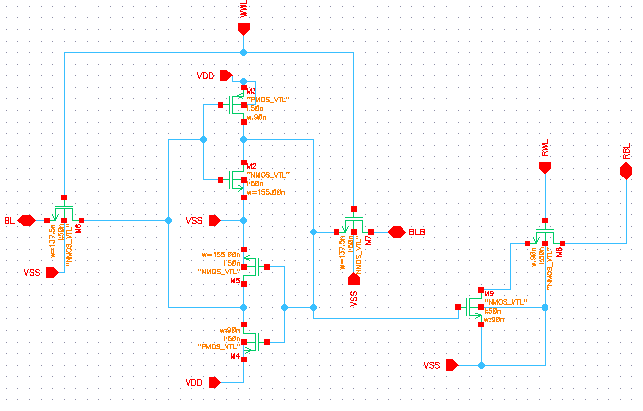 WWL
VDD
M3
"PMOS_VTL"
l:50n
w:90n
M2
"NMOS_VTL"
l:50n
w=155.00n
RWL
RBL
BL
M6
w=137.5n
l:50n
"NMOS_VTL"
VSS
VSS
M7
w=137.5n
l:50n
"NMOS_VTL"
BLB
VSS
M8
w:90n
l:50n
"NMOS_VTL"
w=155.00n
l:50n
"NMOS_VTL"
M5
M9
"NMOS_VTL"
l:50n
w:90n
w:90n
l:50n
"PMOS_VTL"
M4
VSS
VDD